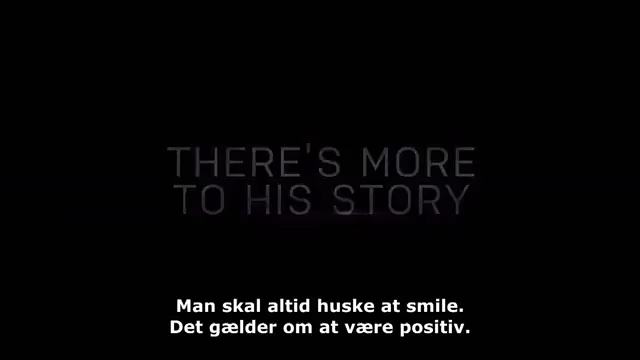 THERE'S MORE
TO HIS STORY
Man skal altid huske at smile.
Det gælder om at være positiv.